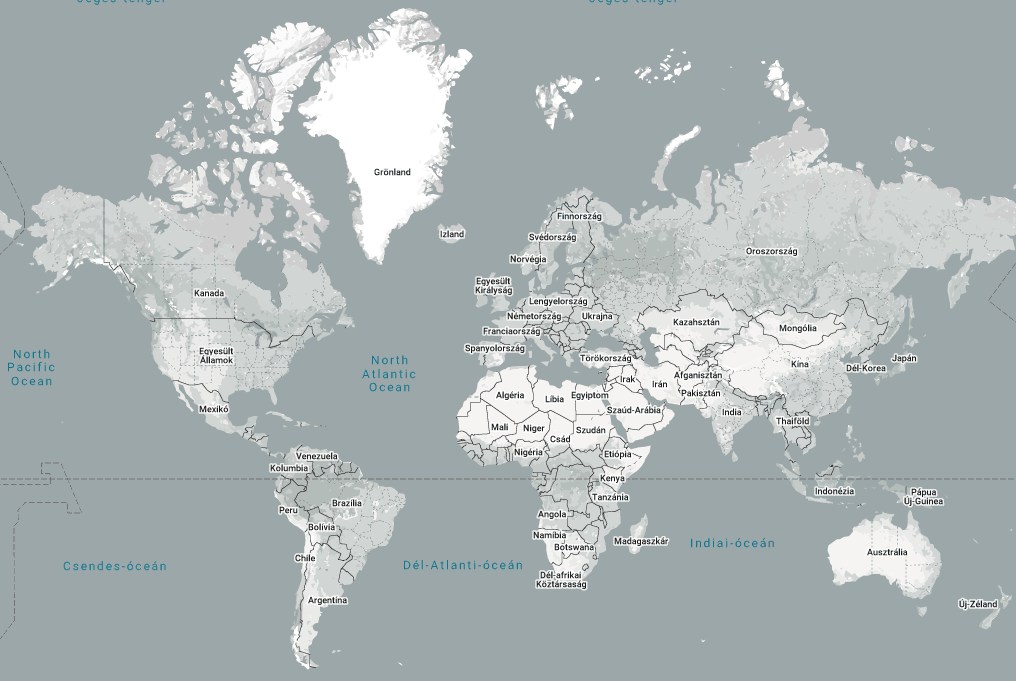 Jeges-tenger
Jeges-tenger
Grönland
Izland
Finnország
Svédország
Norvégia
Oroszország
Egyesült
Királyság
Kanada
Lengyelország
Németország
Ukrajna
Franciaország
Kazahsztán
Mongólia
Spanyolország
Törökország
Egyesült
Államok
North
Pacific
Ocean
North
Atlantic
Ocean
Kína
Japán
Dél-Korea
Afganisztán
Irak
Irán
Pakisztán
Algéria
Líbia
Egyiptom
Szaúd-Arábia
India
Mexikó
Thaiföld
Mali
Niger
Csád
Szudán
Nigéria
Etiópia
Venezuela
Kolumbia
Kenya
Tanzánia
Indonézia
Pápua
Új-Guinea
Brazília
Peru
Bolívia
Angola
Namíbia
Botswana
Madagaszkár
Indiai-óceán
Ausztrália
Chile
Csendes-óceán
Dél-Atlanti-óceán
Dél-afrikai
Köztársaság
Argentína
Új-Zéland